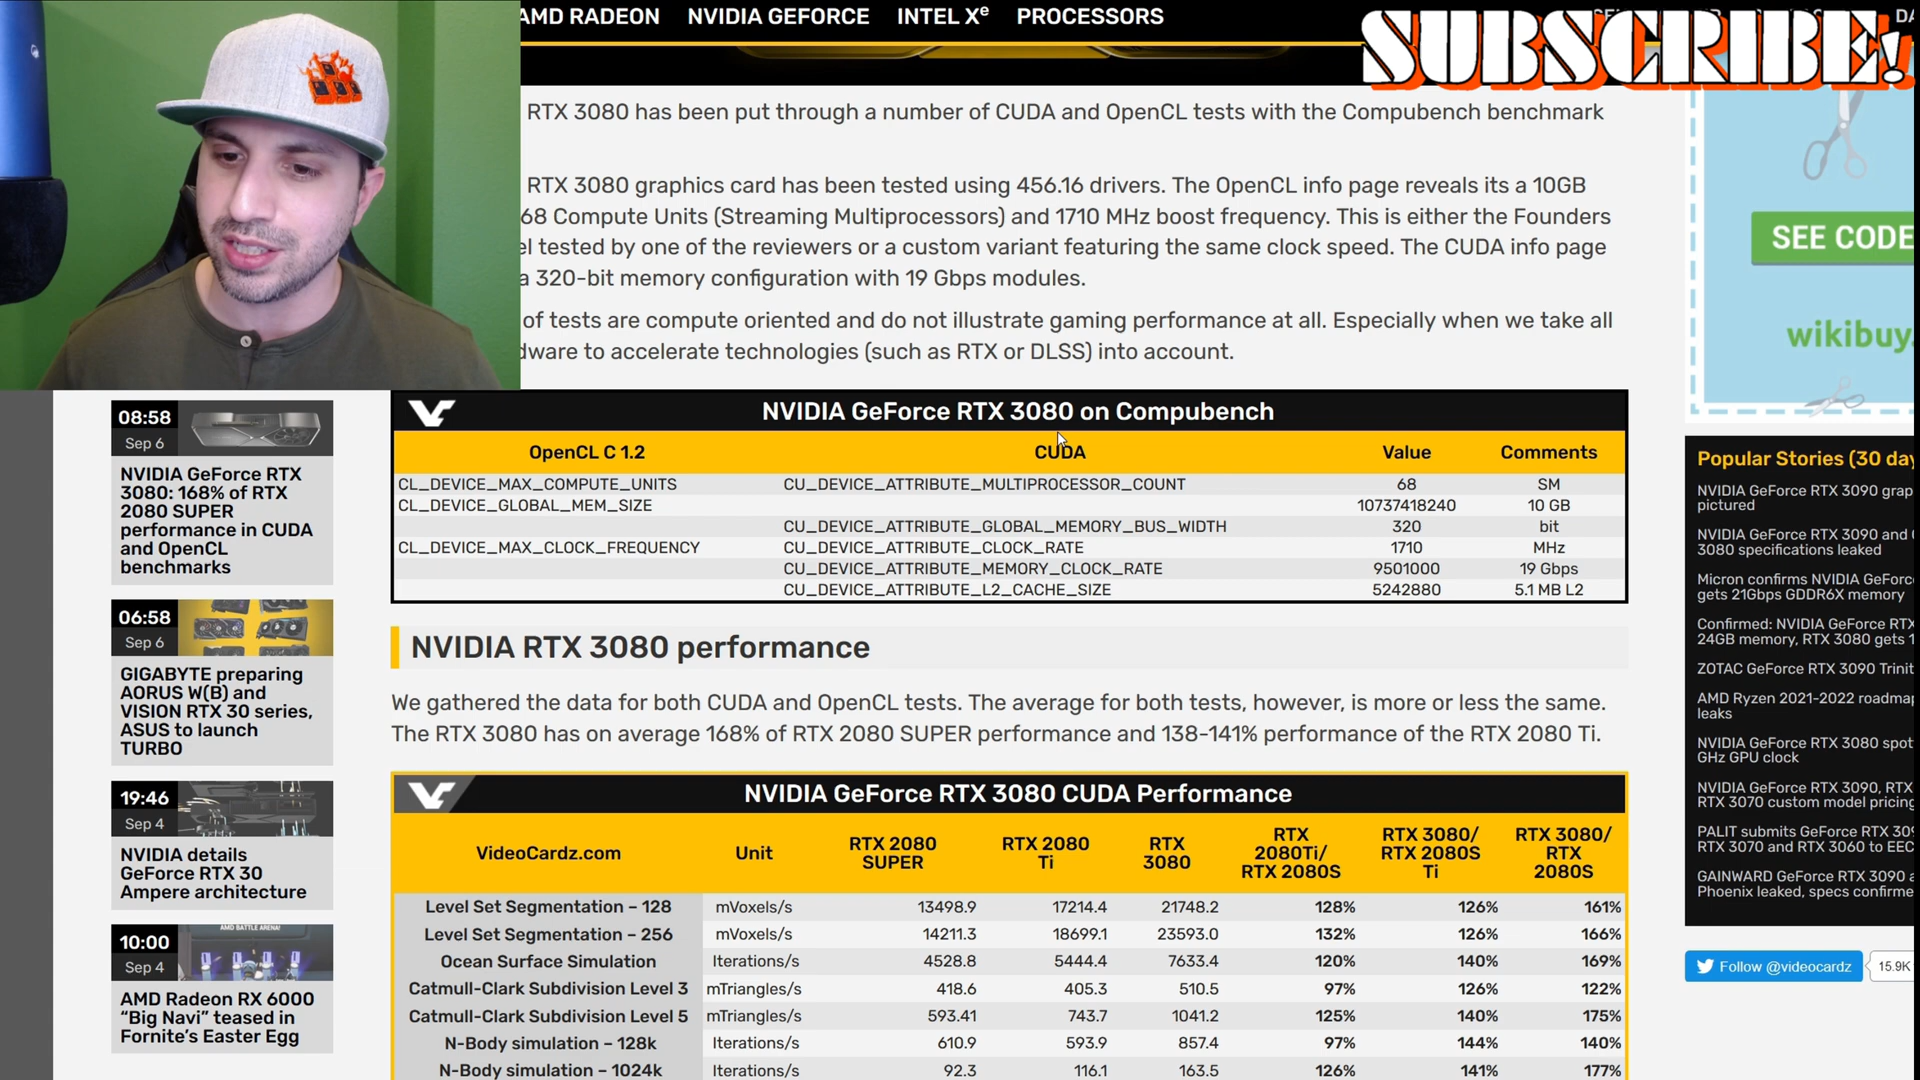 AMD RADEON NVIDIA GEFORCE INTEL Xe PROCESSORS
SUBSCRIBE!
RTX 3080 has been put through a number of CUDA and OpenCL tests with the Compubench benchmark
RTX 3080 graphics card has been tested using 456.16 drivers. The OpenCL info page reveals its a 10GB
68 Compute Units (Streaming Multiprocessors) and 1710 MHz boost frequency. This is either the Founders
tested by one of the reviewers or a custom variant featuring the same clock speed. The CUDA info page
a 320-bit memory configuration with 19 Gbps modules.
of tests are compute oriented and do not illustrate gaming performance at all. Especially when we take all
dware to accelerate technologies (such as RTX or DLSS) into account.
SEE CODE
wikibuy.
08:58
Sep 6
NVIDIA GeForce RTX
3080: 168% of RTX
2080 SUPER
performance in CUDA
and OpenCL
benchmarks
06:58
Sep 6
GIGABYTE preparing
AORUS W(B) and
VISION RTX 30 series,
ASUS to launch
TURBO
19:46
Sep 4
NVIDIA details
GeForce RTX 30
Ampere architecture
AMD BATTLE ARENA!
10:00
Sep 4
AMD Radeon RX 6000
“Big Navi” teased in
Fornite’s Easter Egg
NVIDIA GeForce RTX 3080 on Compubench
OpenCL C 1.2 CUDA Value Comments
CL_DEVICE_MAX_COMPUTE_UNITS CU_DEVICE_ATTRIBUTE_MULTIPROCESSOR_COUNT 68 SM
CL_DEVICE_GLOBAL_MEM_SIZE 10737418240 10 GB
CU_DEVICE_ATTRIBUTE_GLOBAL_MEMORY_BUS_WIDTH 320 bit
CL_DEVICE_MAX_CLOCK_FREQUENCY CU_DEVICE_ATTRIBUTE_CLOCK_RATE 1710 MHz
CU_DEVICE_ATTRIBUTE_MEMORY_CLOCK_RATE 9501000 19 Gbps
CU_DEVICE_ATTRIBUTE_L2_CACHE_SIZE 5242880 5.1 MB L2
NVIDIA RTX 3080 performance
We gathered the data for both CUDA and OpenCL tests. The average for both tests, however, is more or less the same.
The RTX 3080 has on average 168% of RTX 2080 SUPER performance and 138-141% performance of the RTX 2080 Ti.
NVIDIA GeForce RTX 3080 CUDA Performance
VideoCardz.com Unit RTX 2080 SUPER RTX 2080 Ti RTX 3080 RTX 2080Ti/ RTX 2080S RTX 3080/ RTX 2080S Ti RTX 3080/ RTX 2080S
Level Set Segmentation – 128 mVoxels/s 13498.9 17214.4 21748.2 128% 126% 161%
Level Set Segmentation – 256 mVoxels/s 14211.3 18699.1 23593.0 132% 126% 166%
Ocean Surface Simulation Iterations/s 4528.8 5444.4 7633.4 120% 140% 169%
Catmull-Clark Subdivision Level 3 mTriangles/s 418.6 405.3 510.5 97% 126% 122%
Catmull-Clark Subdivision Level 5 mTriangles/s 593.41 743.7 1041.2 125% 140% 175%
N-Body simulation – 128k Iterations/s 610.9 593.9 857.4 97% 144% 140%
N-Body simulation – 1024k Iterations/s 92.3 116.1 163.5 126% 141% 177%
Popular Stories (30 day
NVIDIA GeForce RTX 3090 grap
pictured
NVIDIA GeForce RTX 3090 and
3080 specifications leaked
Micron confirms NVIDIA GeForc
gets 21Gbps GDDR6X memory
Confirmed: NVIDIA GeForce RTX
24GB memory, RTX 3080 gets 1
ZOTAC GeForce RTX 3090 Trinit
AMD Ryzen 2021-2022 roadmap
leaks
NVIDIA GeForce RTX 3080 spot
GHz GPU clock
NVIDIA GeForce RTX 3090, RTX
RTX 3070 custom model pricing
PALIT submits GeForce RTX 309
RTX 3070 and RTX 3060 to EEC
GAINWARD GeForce RTX 3090 a
Phoenix leaked, specs confirme
Follow @videocardz 15.9K